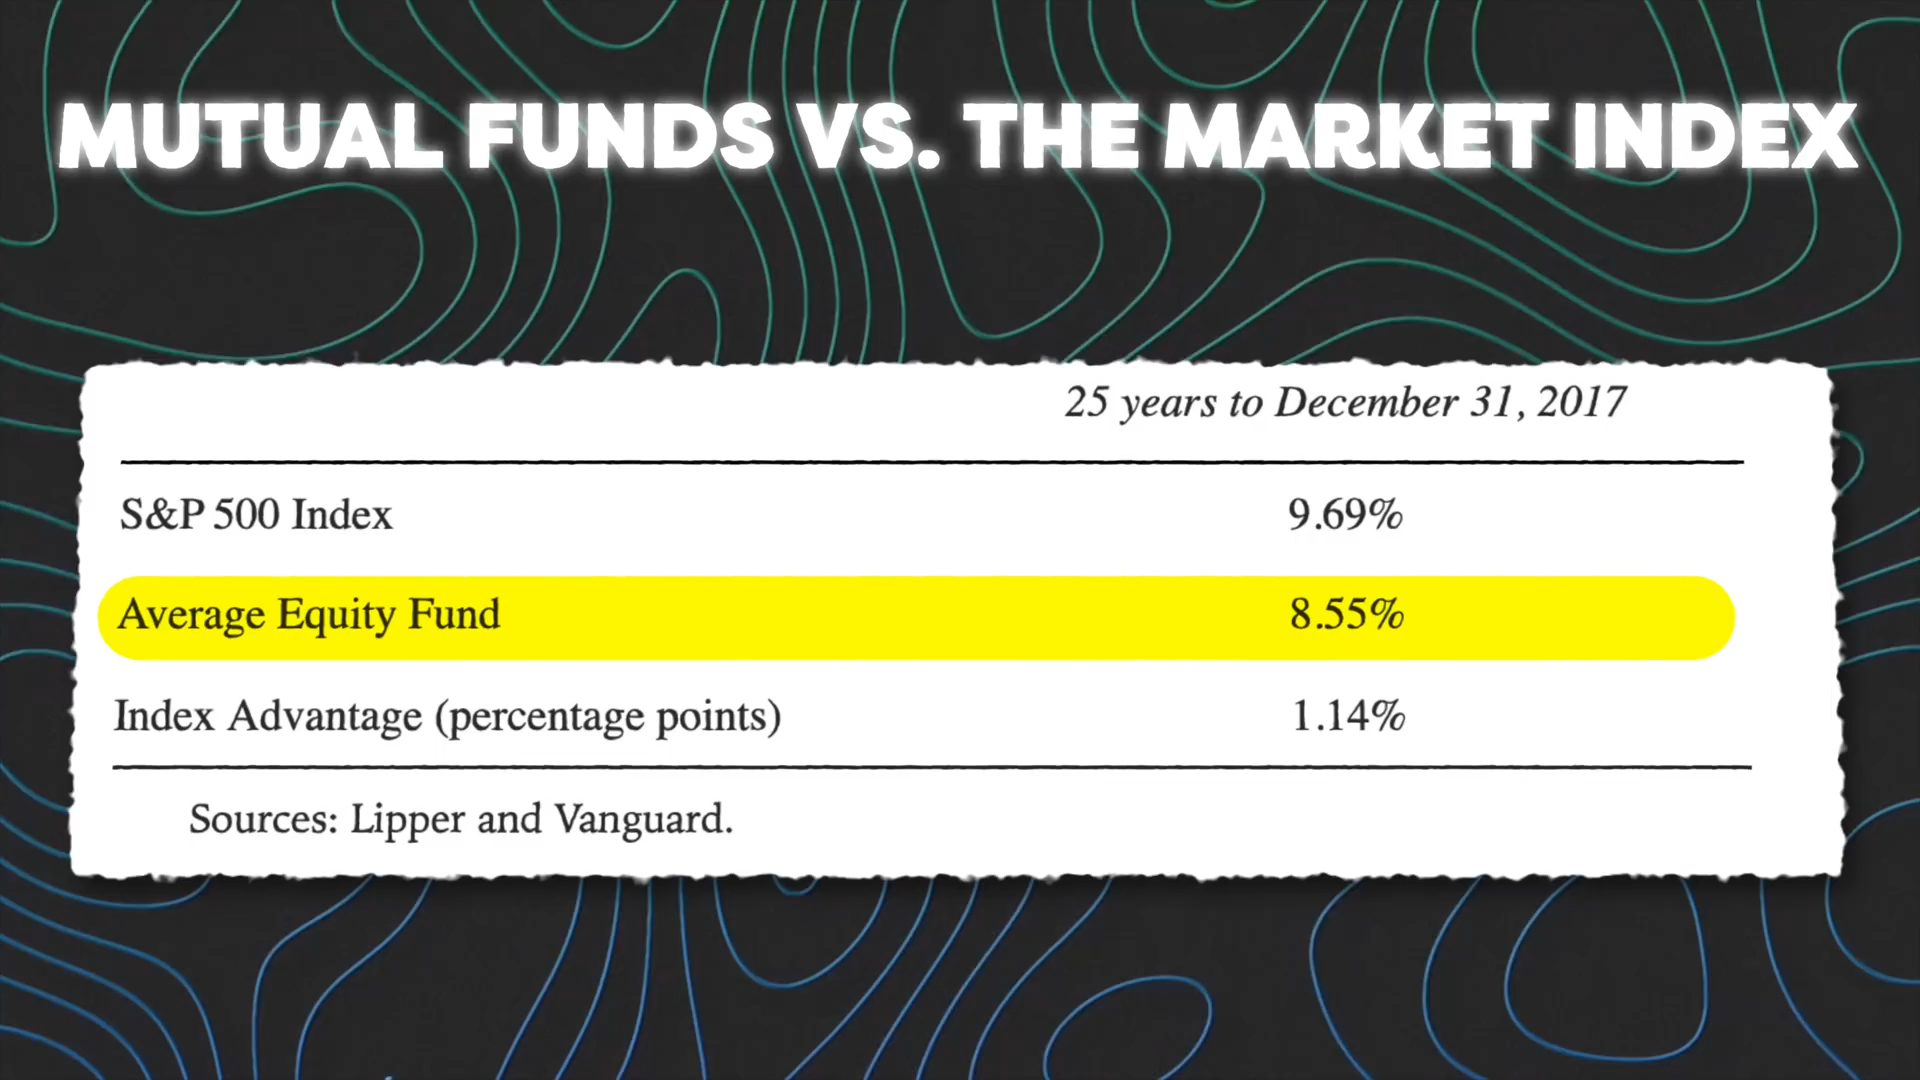 MUTUAL FUNDS VS. THE MARKET INDEX
25 years to December 31, 2017
S&P 500 Index 9.69%
Average Equity Fund 8.55%
Index Advantage (percentage points) 1.14%
Sources: Lipper and Vanguard.